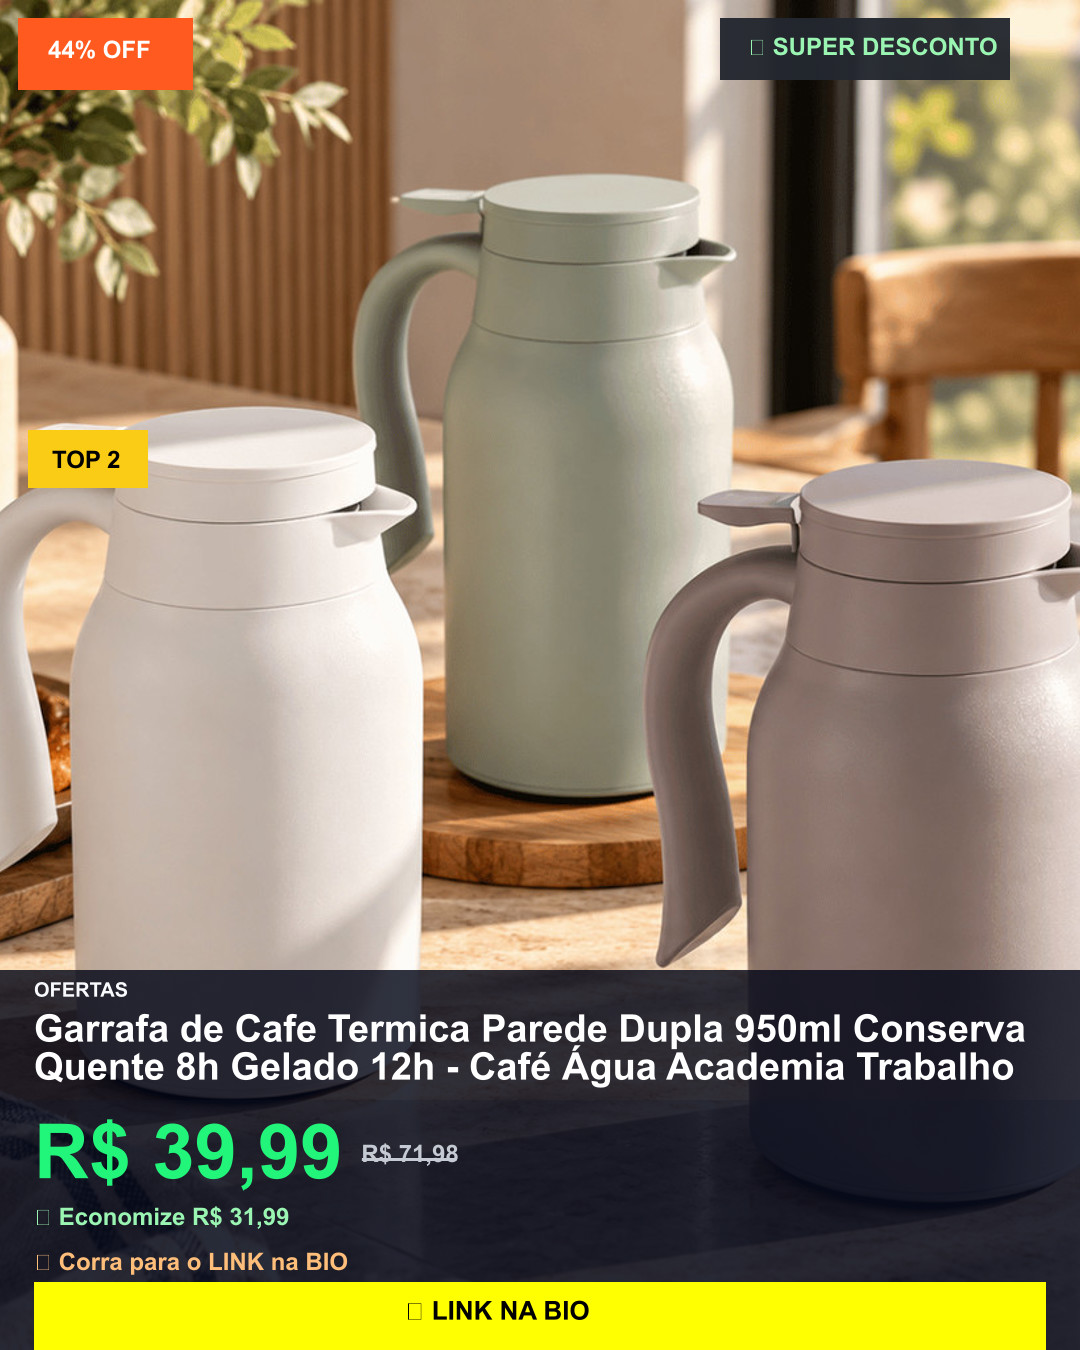 44% OFF
SUPER DESCONTO
TOP 2
OFERTAS
Garrafa de Cafe Termica Parede Dupla 950ml Conserva
Quente 8h Gelado 12h - Café Água Academia Trabalho
R$ 39,99 R$ 71,98
Economize R$ 31,99
Corra para o LINK na BIO
LINK NA BIO